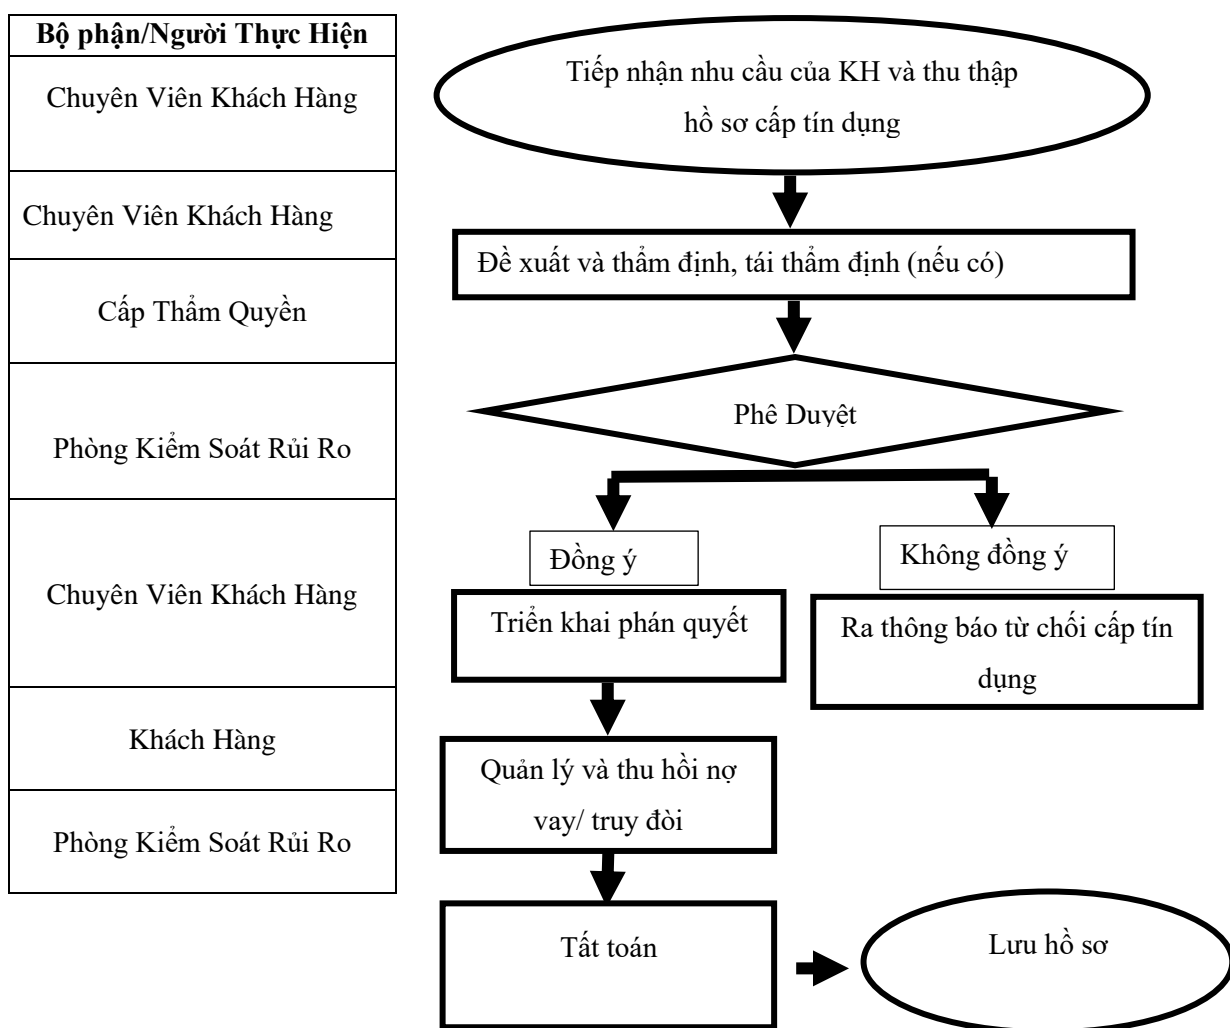 Bộ phận/Người Thực Hiện
Chuyên Viên Khách Hàng
Chuyên Viên Khách Hàng
Cấp Thẩm Quyền
Phòng Kiểm Soát Rủi Ro
Chuyên Viên Khách Hàng
Khách Hàng
Phòng Kiểm Soát Rủi Ro
Tiếp nhận nhu cầu của KH và thu thập
hồ sơ cấp tín dụng
Đề xuất và thẩm định, tái thẩm định (nếu có)
Phê Duyệt
Đồng ý
Không đồng ý
Triển khai phán quyết
Ra thông báo từ chối cấp tín
dụng
Quản lý và thu hồi nợ
vay/ truy đòi
Tất toán
Lưu hồ sơ